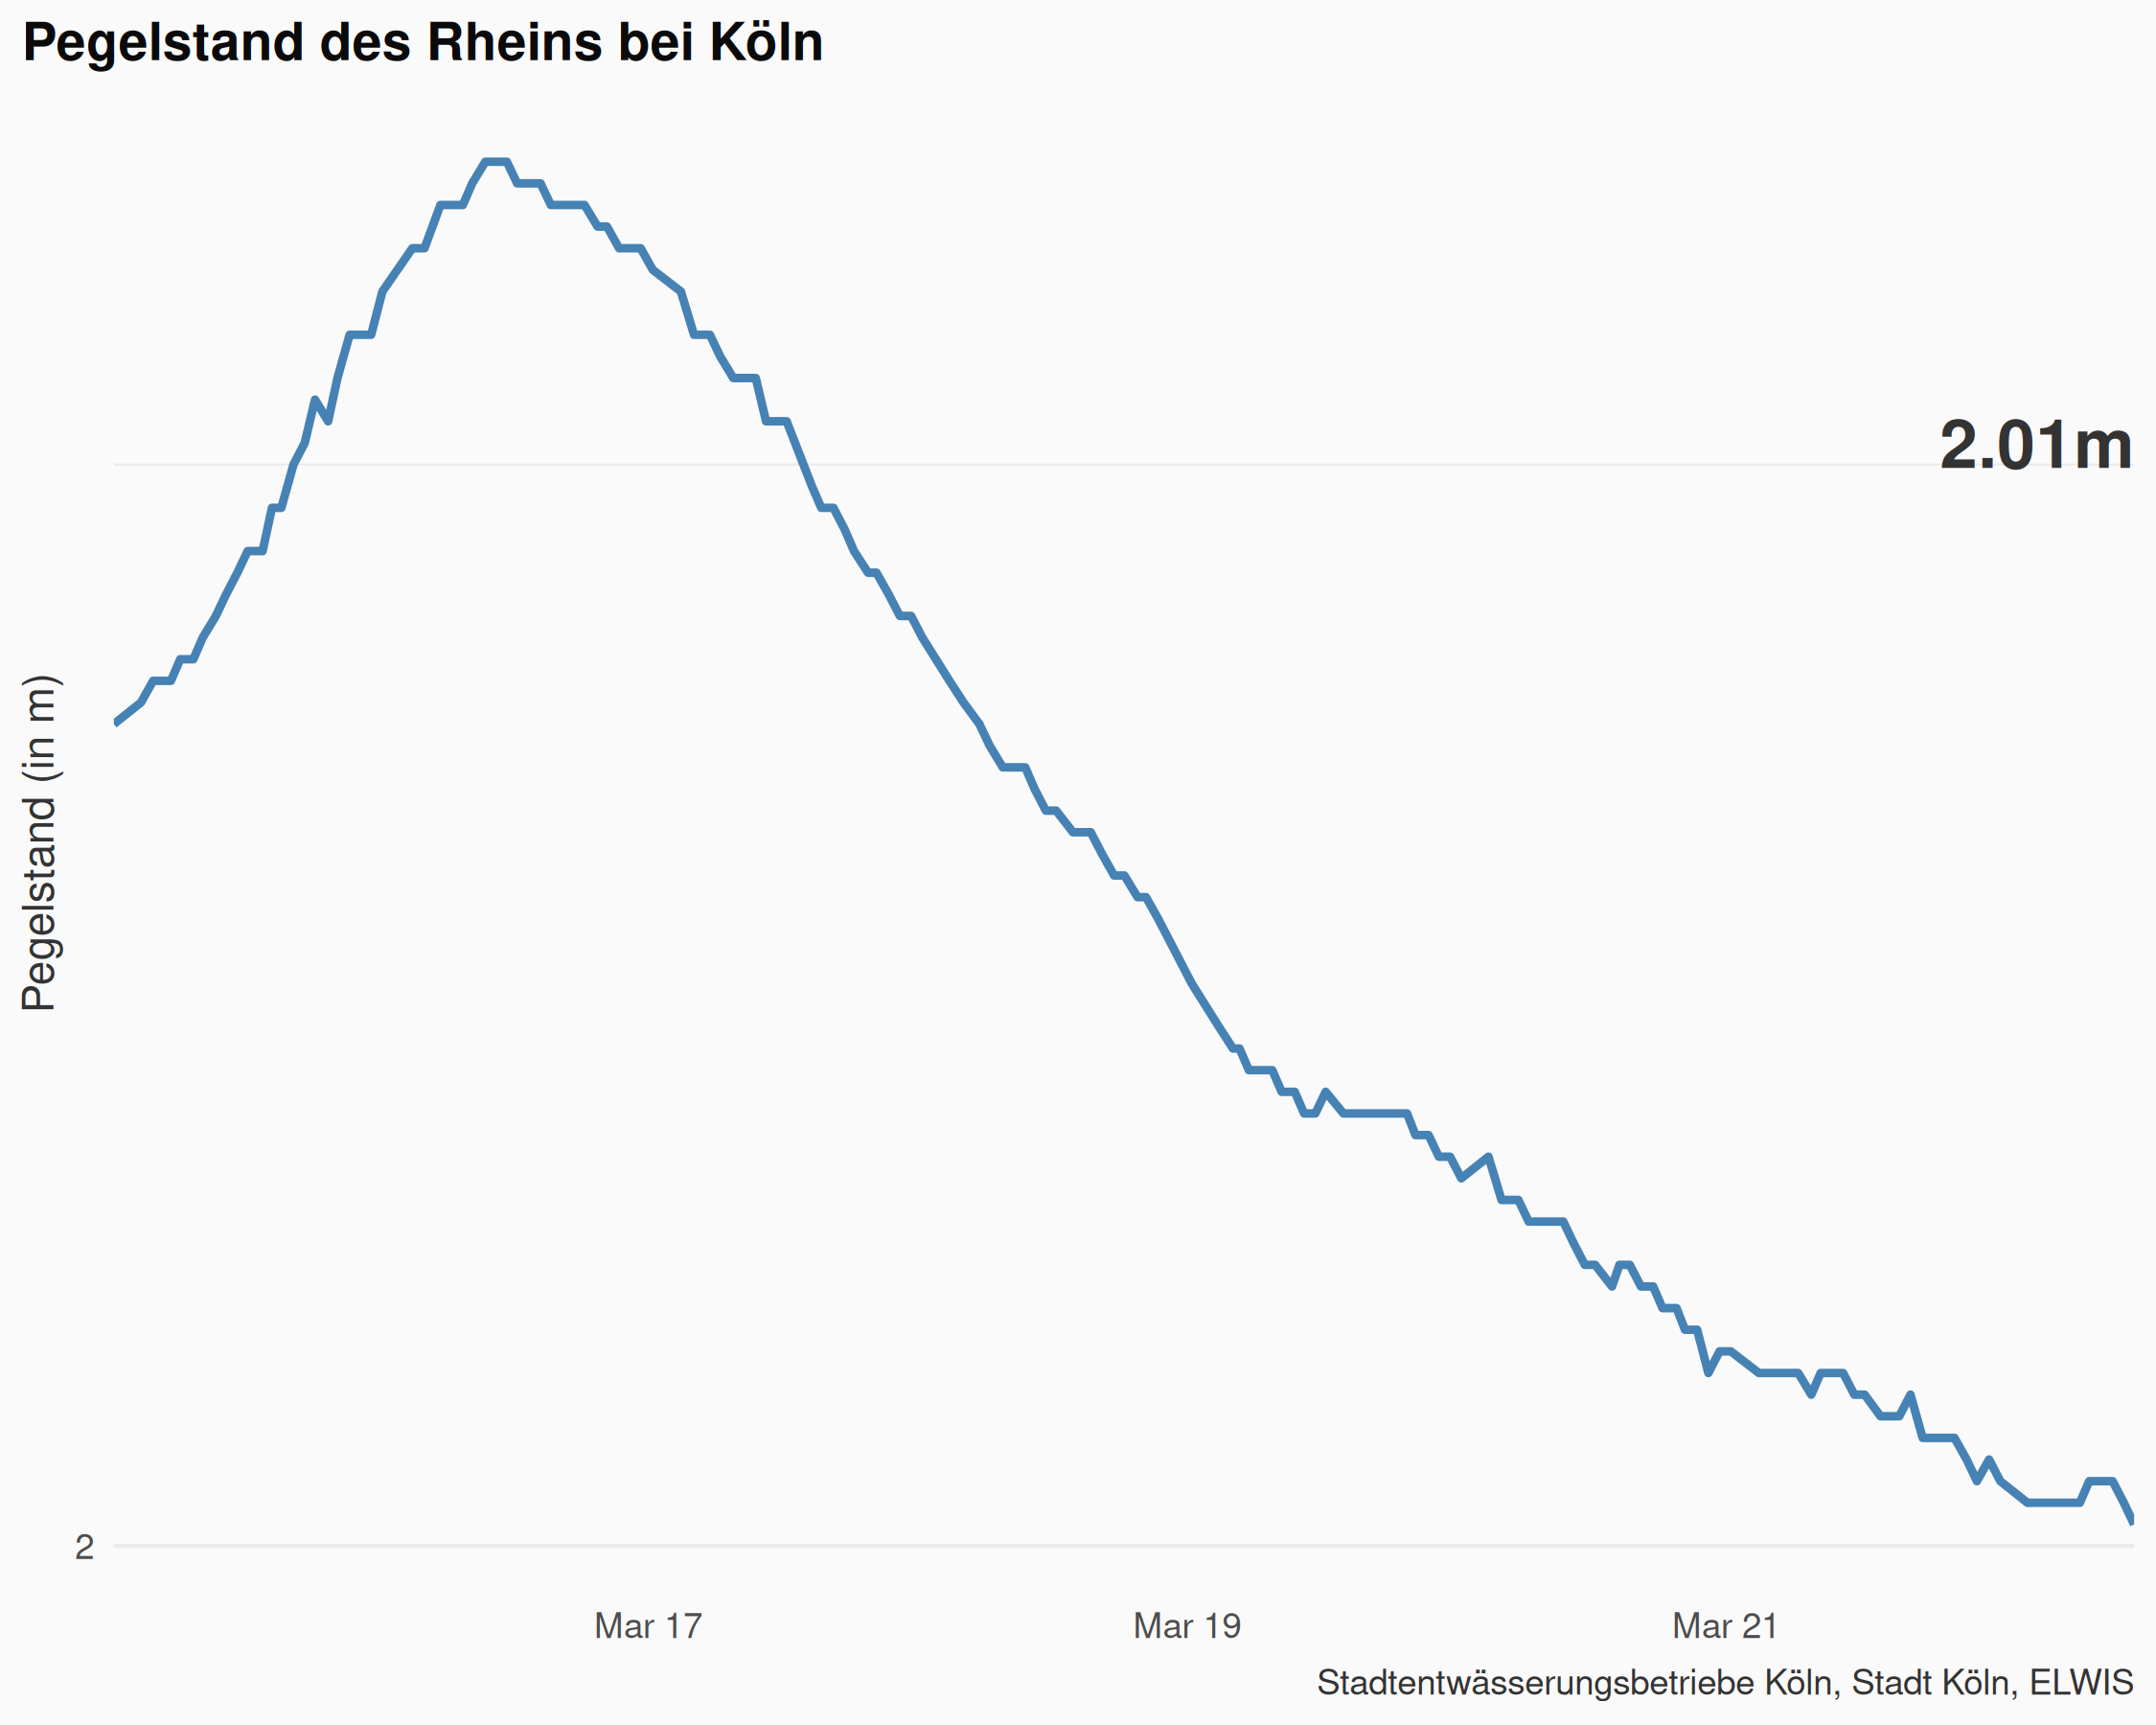 Pegelstand des Rheins bei Köln
2.01m
Pegelstand (in m)
2
Mar 17
Mar 19
Mar 21
Stadtentwässerungsbetriebe Köln, Stadt Köln, ELWIS